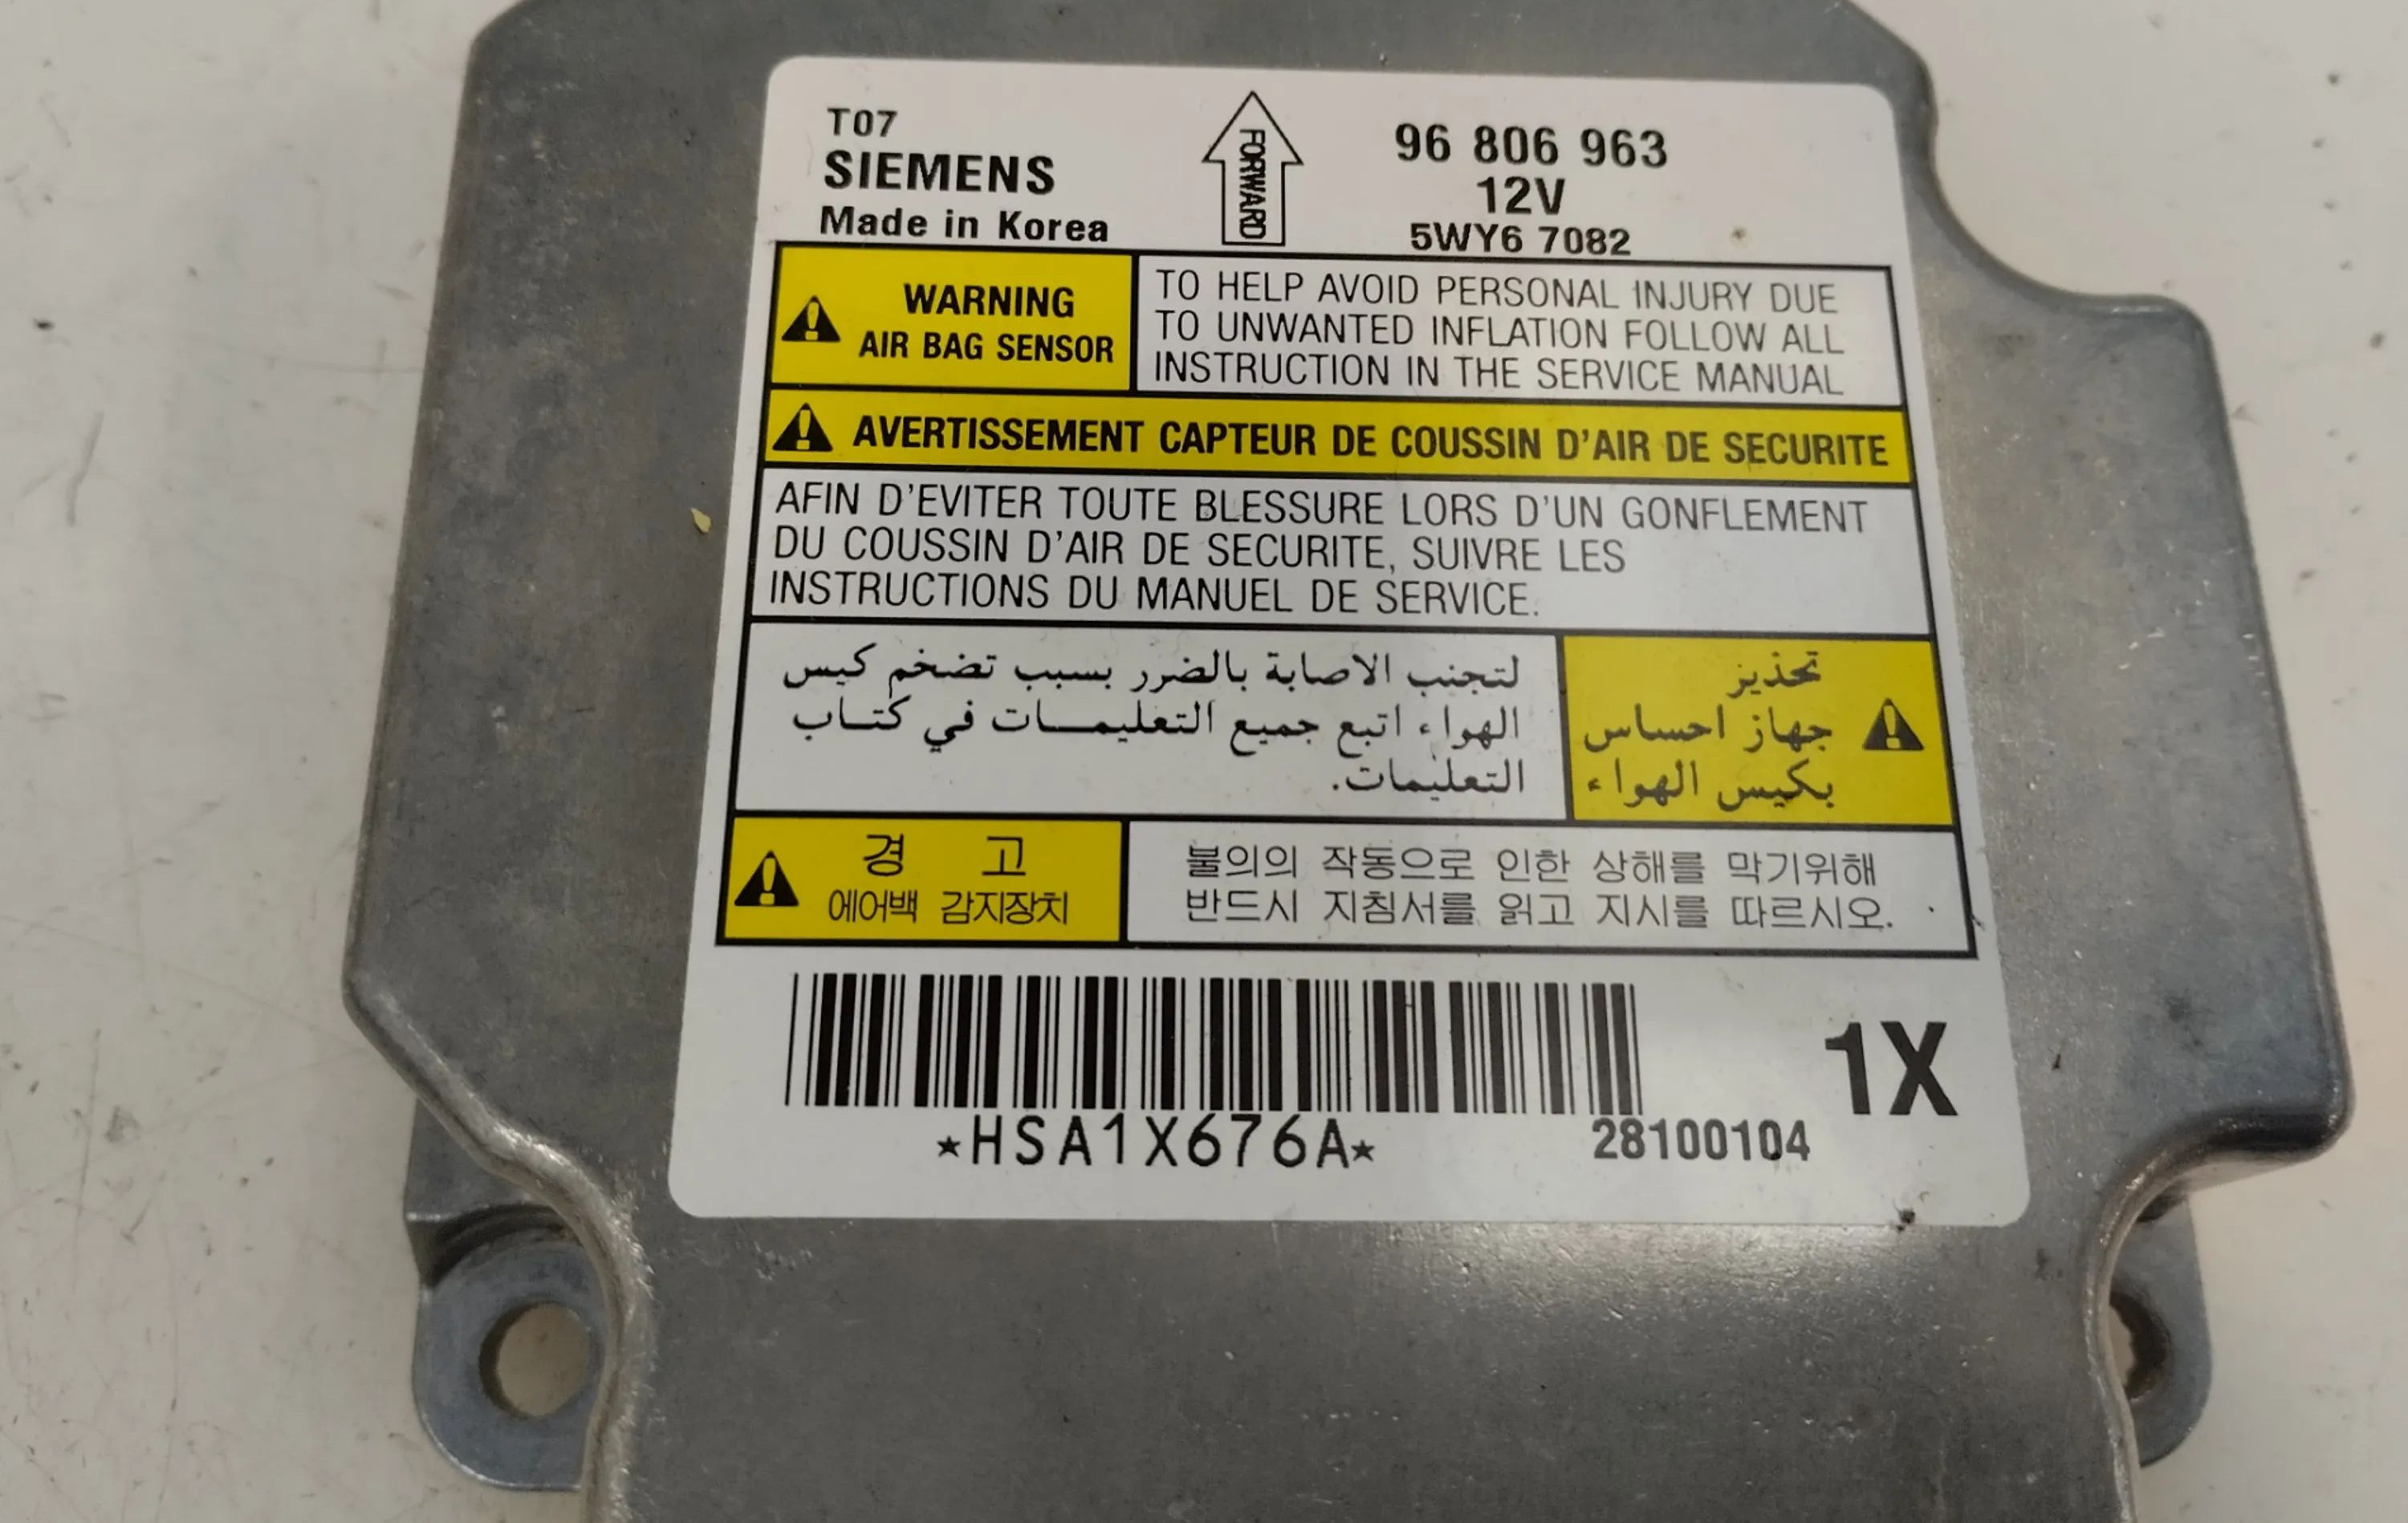 T07
SIEMENS
Made in Korea
FORWARD
96 806 963
12V
5WY6 7082
WARNING
AIR BAG SENSOR
TO HELP AVOID PERSONAL INJURY DUE
TO UNWANTED INFLATION FOLLOW ALL
INSTRUCTION IN THE SERVICE MANUAL
AVERTISSEMENT CAPTEUR DE COUSSIN D'AIR DE SECURITE
AFIN D'EVITER TOUTE BLESSURE LORS D'UN GONFLEMENT
DU COUSSIN D'AIR DE SECURITE, SUIVRE LES
INSTRUCTIONS DU MANUEL DE SERVICE.
تحذيز
جهاز احساس
بكيس الهواء
لتجنب الاصابة بالضرر بسبب تضخم كيس
الهواء اتبع جميع التعليمات في كتاب
التعليمات.
경 고
에어백 감지장치
불의의 작동으로 인한 상해를 막기위해
반드시 지침서를 읽고 지시를 따르시오.
1X
*HSA1X676A*
28100104